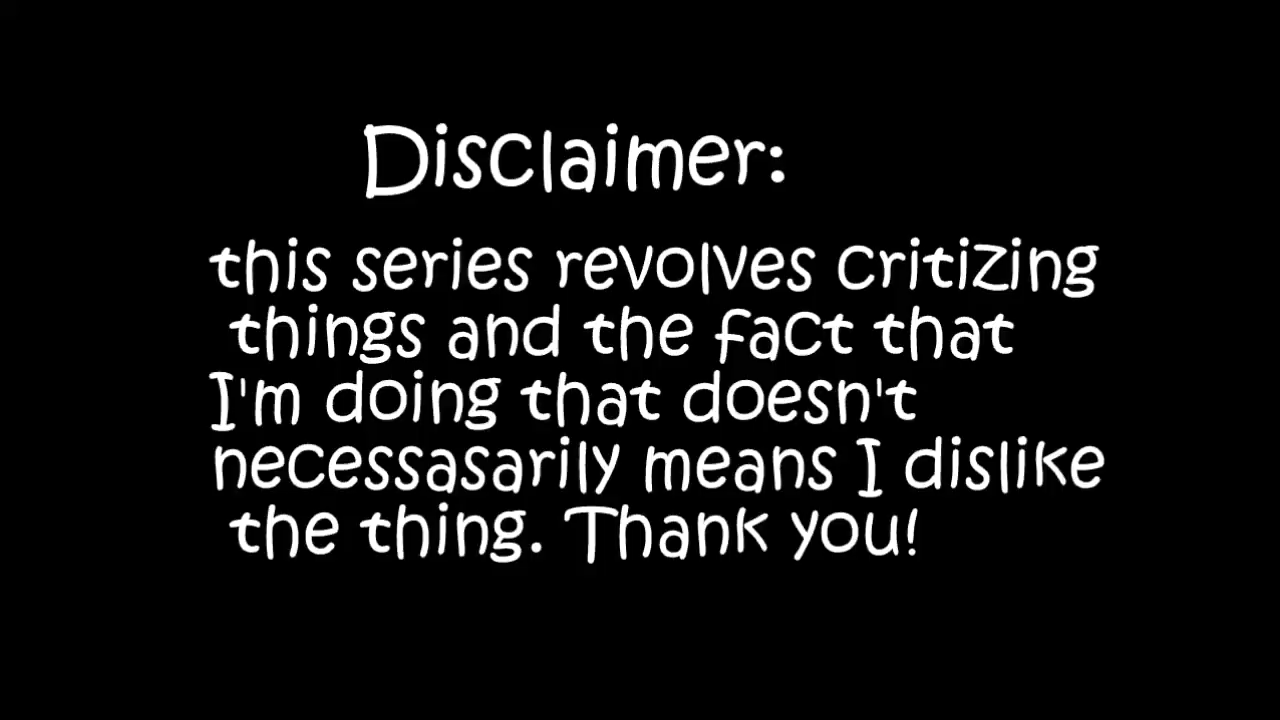 Disclaimer:
this series revolves critizing
things and the fact that
I'm doing that doesn't
necessasarily means I dislike
the thing. Thank you!